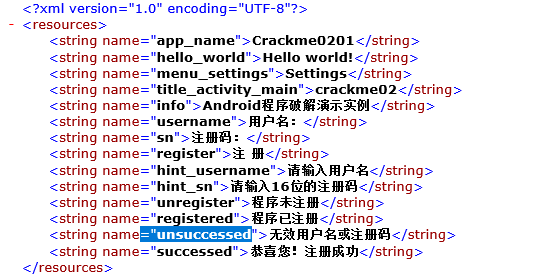 <?xml version="1.0" encoding="UTF-8"?>
- <resources>
<string name="app_name">Crackme0201</string>
<string name="hello_world">Hello world!</string>
<string name="menu_settings">Settings</string>
<string name="title_activity_main">crackme02</string>
<string name="info">Android程序破解演示实例</string>
<string name="username">用户名：</string>
<string name="sn">注册码：</string>
<string name="register">注 册</string>
<string name="hint_username">请输入用户名</string>
<string name="hint_sn">请输入16位的注册码</string>
<string name="unregister">程序未注册</string>
<string name="registered">程序已注册</string>
<string name="unsuccessed">无效用户名或注册码</string>
<string name="successed">恭喜您！注册成功</string>
</resources>